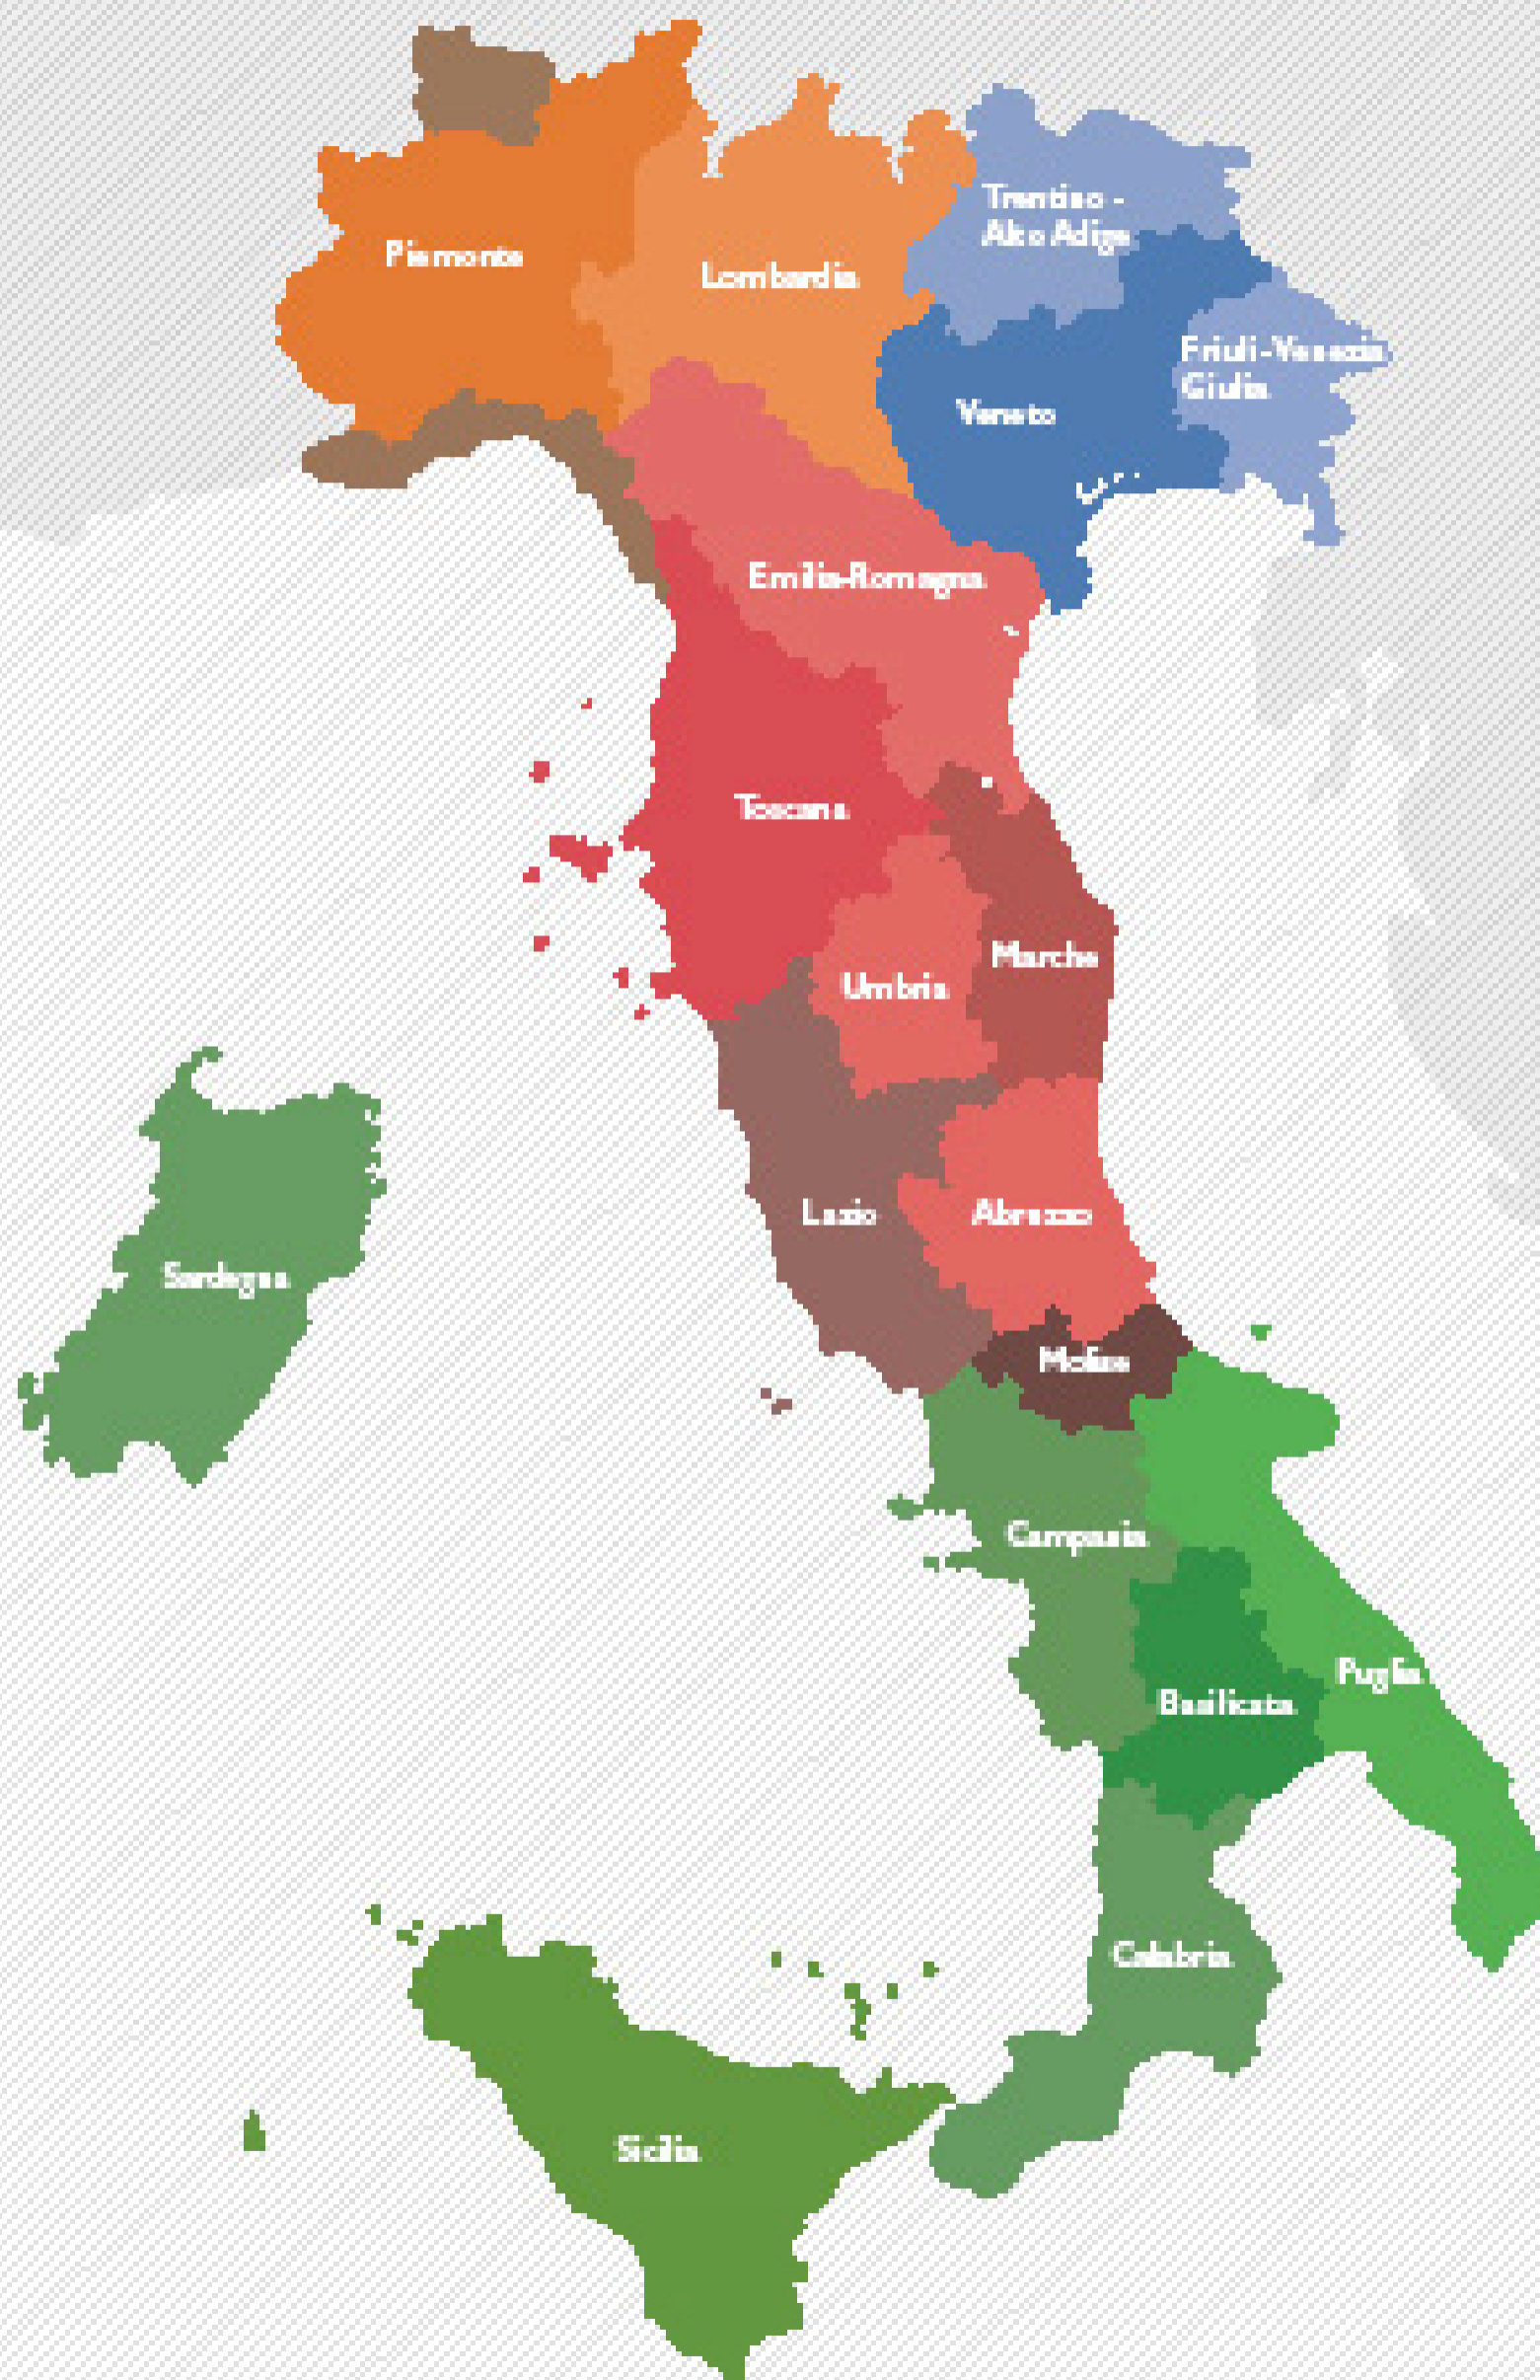 Trentino -
Alto Adige
Piemonte
Lombardia
Friuli-Venezia
Giulia
Veneto
Emilia-Romagna
Toscana
Marche
Umbria
Lazio
Abruzzo
Sardegna
Molise
Campania
Puglia
Basilicata
Calabria
Sicilia